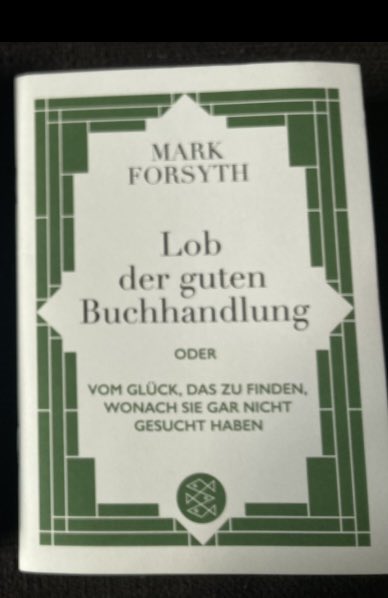 MARK
FORSYTH
Lob
der guten
Buchhandlung
ODER
VOM GLÜCK, DAS ZU FINDEN,
WONACH SIE GAR NICHT
GESUCHT HABEN